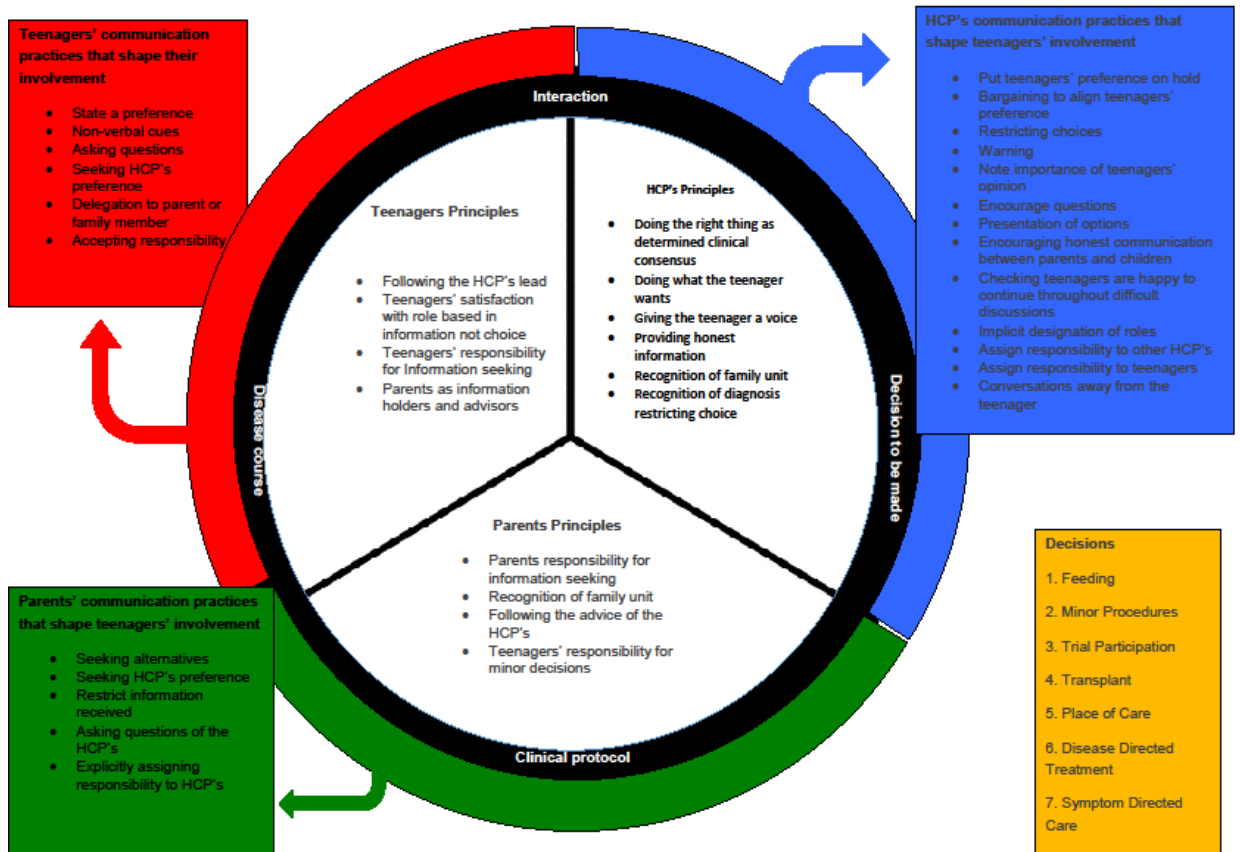 Teenagers' communication
practices that shape their
involvement
• State a preference
• Non-verbal cues
• Asking questions
• Seeking HCP's
preference
• Delegation to parent or
family member
• Accepting responsibility
HCP's communication practices that
shape teenagers' involvement
• Put teenagers' preference on hold
• Bargaining to align teenagers'
preference
• Restricting choices
• Warning
• Note importance of teenagers'
opinion
• Encourage questions
• Presentation of options
• Encouraging honest communication
between parents and children
• Checking teenagers are happy to
continue throughout difficult
discussions
• Implicit designation of roles
• Assign responsibility to other HCP's
• Assign responsibility to teenagers
• Conversations away from the
teenager
Interaction
Disease course
Decision to be made
Clinical protocol
Teenagers Principles
• Following the HCP's lead
• Teenagers' satisfaction
with role based in
information not choice
• Teenagers' responsibility
for Information seeking
• Parents as information
holders and advisors
HCP's Principles
• Doing the right thing as
determined clinical
consensus
• Doing what the teenager
wants
• Giving the teenager a voice
• Providing honest
information
• Recognition of family unit
• Recognition of diagnosis
restricting choice
Parents Principles
• Parents responsibility for
information seeking
• Recognition of family unit
• Following the advice of the
HCP's
• Teenagers' responsibility for
minor decisions
Parents' communication practices
that shape teenagers' involvement
• Seeking alternatives
• Seeking HCP's preference
• Restrict information
received
• Asking questions of the
HCP's
• Explicitly assigning
responsibility to HCP's
Decisions
1. Feeding
2. Minor Procedures
3. Trial Participation
4. Transplant
5. Place of Care
6. Disease Directed
Treatment
7. Symptom Directed
Care